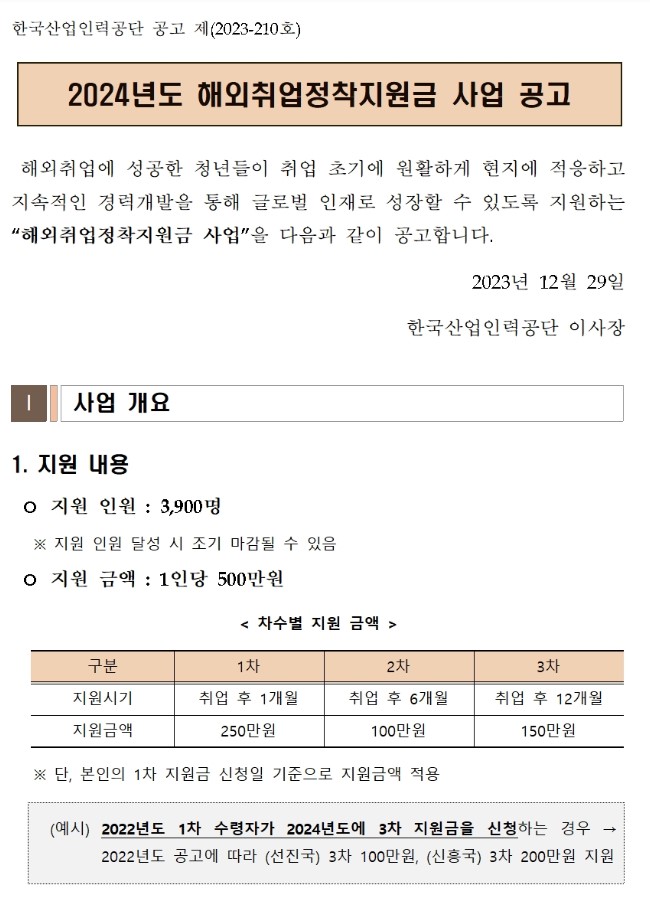 한국산업인력공단 공고 제(2023-210호)
2024년도 해외취업정착지원금 사업 공고
해외취업에 성공한 청년들이 취업 초기에 원활하게 현지에 적응하고
지속적인 경력개발을 통해 글로벌 인재로 성장할 수 있도록 지원하는
“해외취업정착지원금 사업”을 다음과 같이 공고합니다.
2023년 12월 29일
한국산업인력공단 이사장
Ⅰ 사업 개요
1. 지원 내용
ㅇ 지원 인원 : 3,900명
※ 지원 인원 달성 시 조기 마감될 수 있음
ㅇ 지원 금액 : 1인당 500만원
< 차수별 지원 금액 >
구분 1차 2차 3차
지원시기 취업 후 1개월 취업 후 6개월 취업 후 12개월
지원금액 250만원 100만원 150만원
※ 단, 본인의 1차 지원금 신청일 기준으로 지원금액 적용
(예시) 2022년도 1차 수령자가 2024년도에 3차 지원금을 신청하는 경우 →
2022년도 공고에 따라 (선진국) 3차 100만원, (신흥국) 3차 200만원 지원